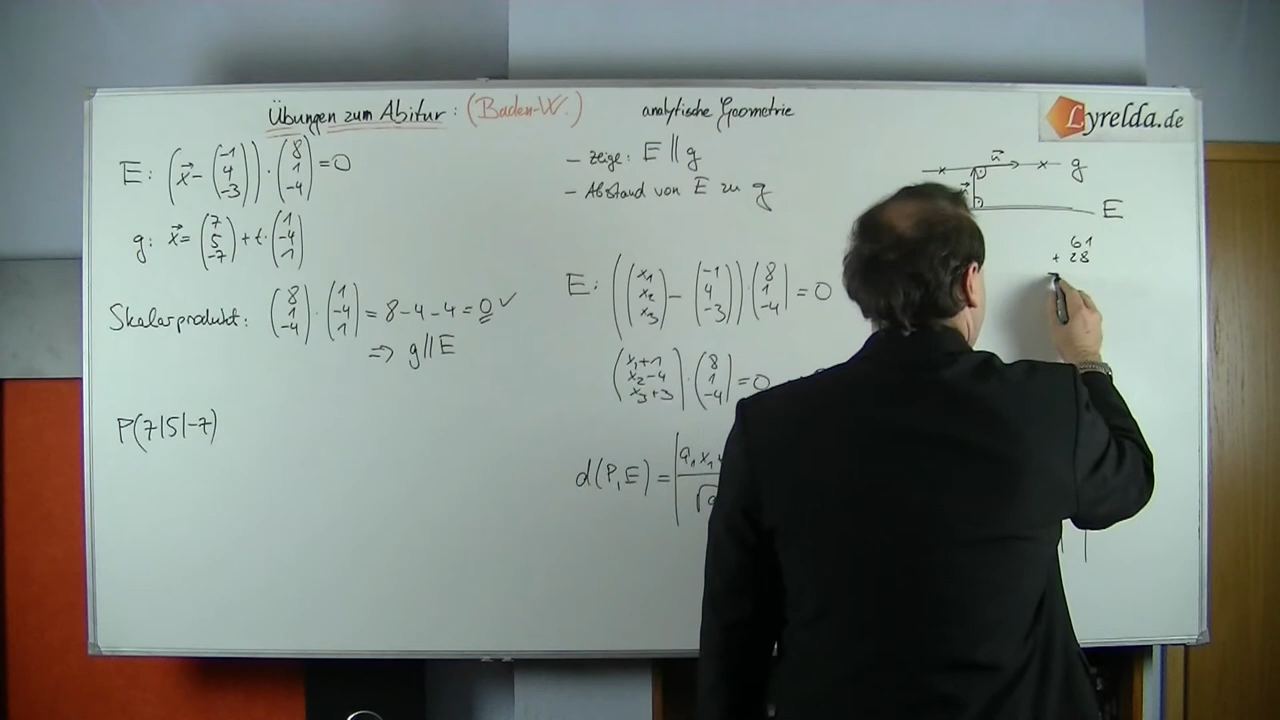 Übungen zum Abitur: (Baden-W.) analytische Geometrie
Lyrelda.de
E: (x⃗ - (-1 4 -3)) · (8 1 -4) = 0
g: x⃗ = (7 5 -7) + t · (1 -4 1)
Skalarprodukt: (8 1 -4) · (1 -4 1) = 8 - 4 - 4 = 0 ✓
⇒ g || E
P(7|5|-7)
- zeige: E || g
- Abstand von E zu g
E: ((x₁ x₂ x₃) - (-1 4 -3)) · (8 1 -4) = 0
(x₁+1 x₂-4 x₃+3) · (8 1 -4) = 0
d(P,E) = | a₁x₁
g
E
61
+ 28